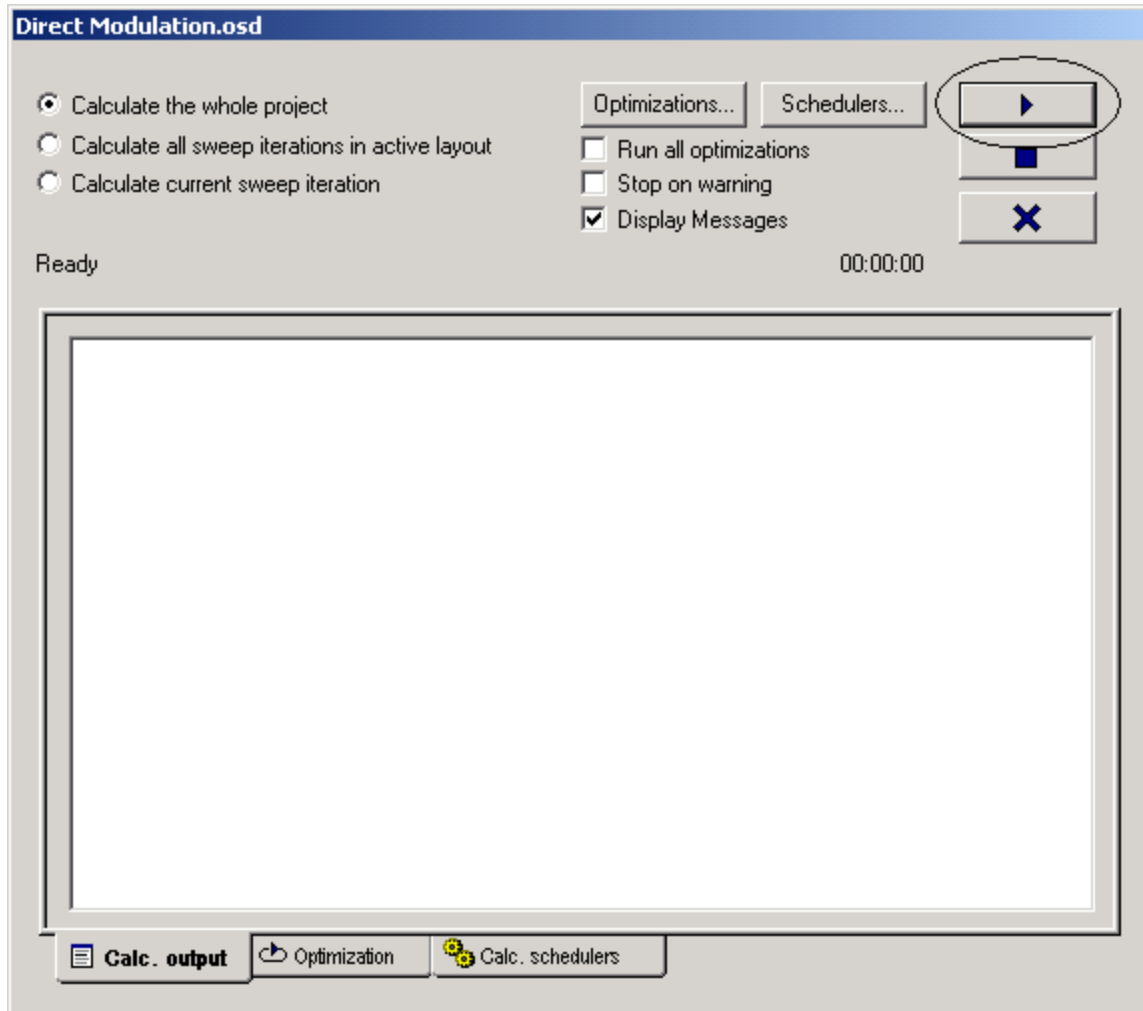 Direct Modulation.osd
Calculate the whole project
Calculate all sweep iterations in active layout
Calculate current sweep iteration
Optimizations...
Schedulers...
Run all optimizations
Stop on warning
Display Messages
Ready
00:00:00
Calc. output
Optimization
Calc. schedulers